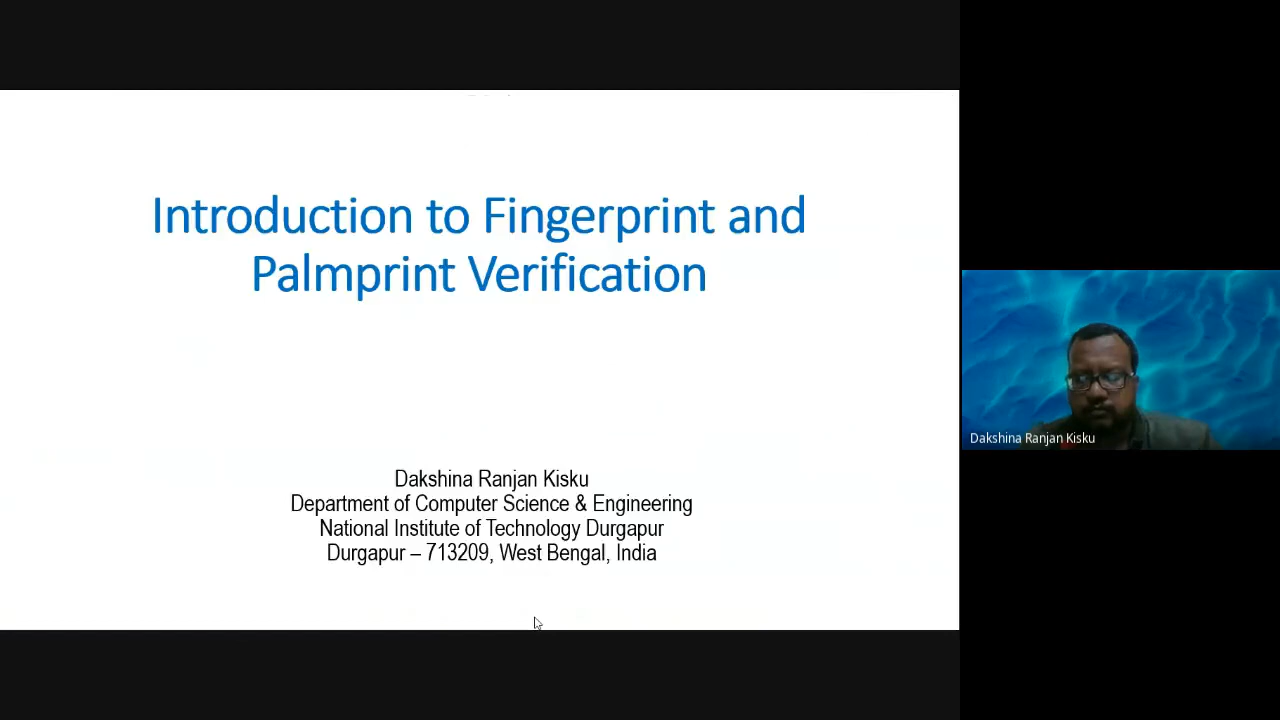 Introduction to Fingerprint and
Palmprint Verification
Dakshina Ranjan Kisku
Department of Computer Science & Engineering
National Institute of Technology Durgapur
Durgapur – 713209, West Bengal, India
Dakshina Ranjan Kisku